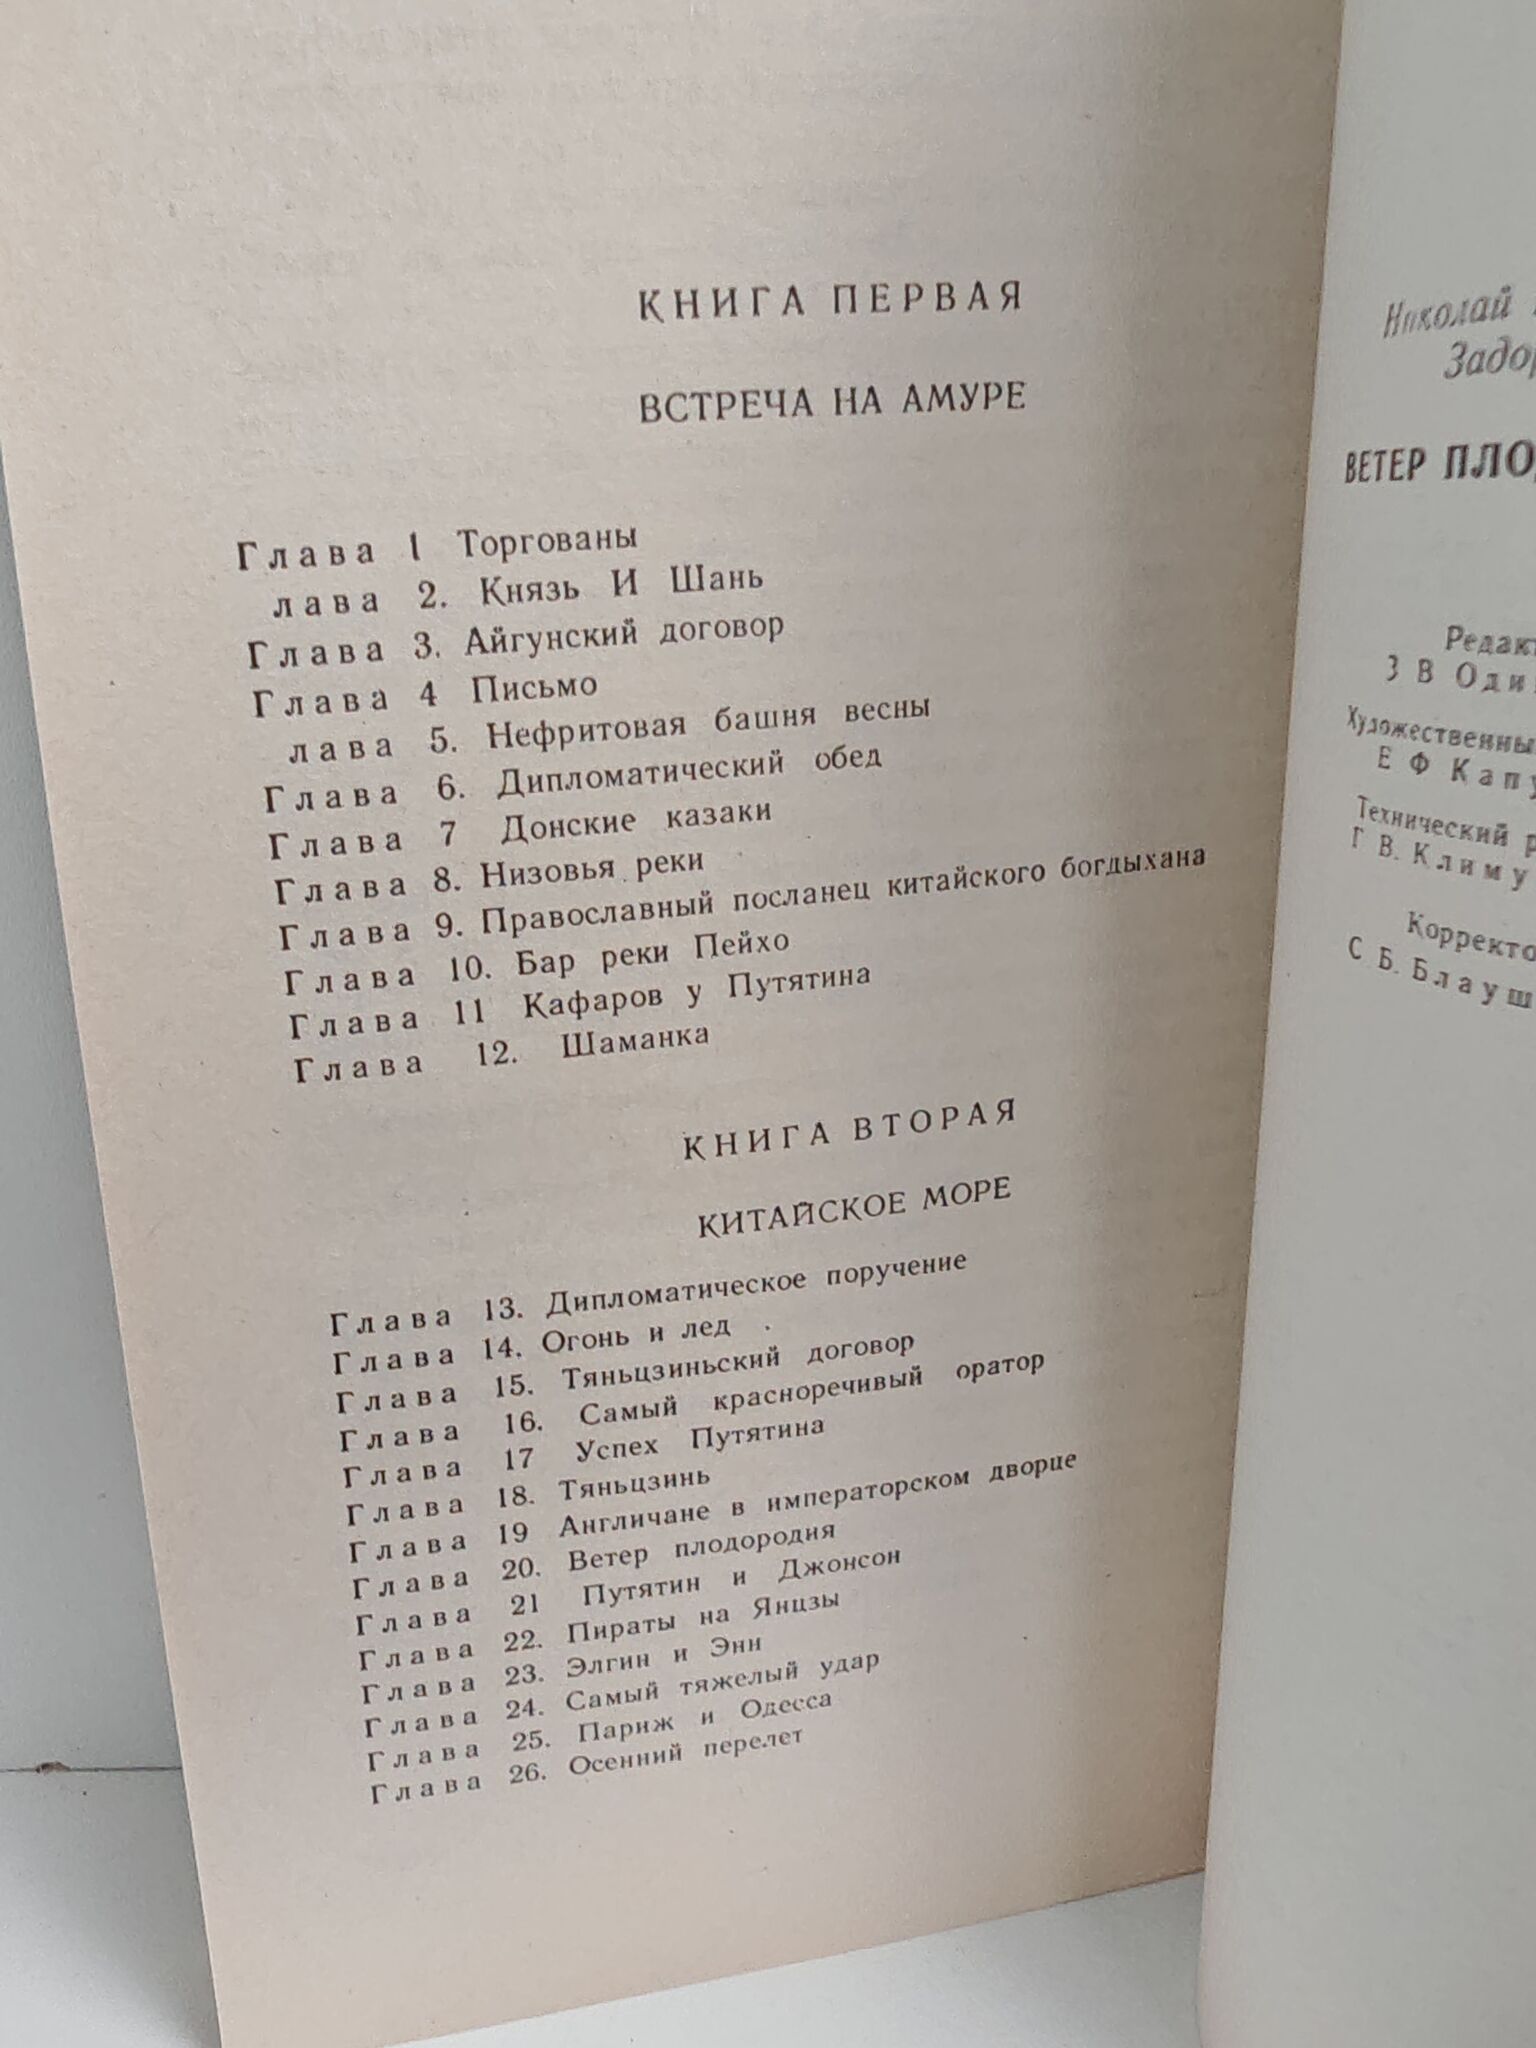 КНИГА ПЕРВАЯ
ВСТРЕЧА НА АМУРЕ
Глава 1 Торгованы
лава 2. Князь И Шань
Глава 3. Айгунский договор
Глава 4 Письмо
лава 5. Нефритовая башня весны
Глава 6. Дипломатический обед
Глава 7 Донские казаки
Глава 8. Низовья реки
Глава 9. Православный посланец китайского богдыхана
Глава 10. Бар реки Пейхо
Глава 11 Кафаров у Путятина
Глава 12. Шаманка
КНИГА ВТОРАЯ
КИТАЙСКОЕ МОРЕ
Глава 13. Дипломатическое поручение
Глава 14. Огонь и лед .
Глава 15. Тяньцзиньский договор
Глава 16. Самый красноречивый оратор
Глава 17 Успех Путятина
Глава 18. Тяньцзинь
Глава 19 Англичане в императорском дворце
Глава 20. Ветер плодородия
Глава 21 Путятин и Джонсон
Глава 22. Пираты на Янцзы
Глава 23. Элгин и Энн
Глава 24. Самый тяжелый удар
Глава 25. Париж и Одесса
Глава 26. Осенний перелет
Николай
Задор
ВЕТЕР ПЛОД
Редак
З В Один
Художественны
Е Ф Капу
Технический р
Г В. Климу
Корректо
С Б. Блауш